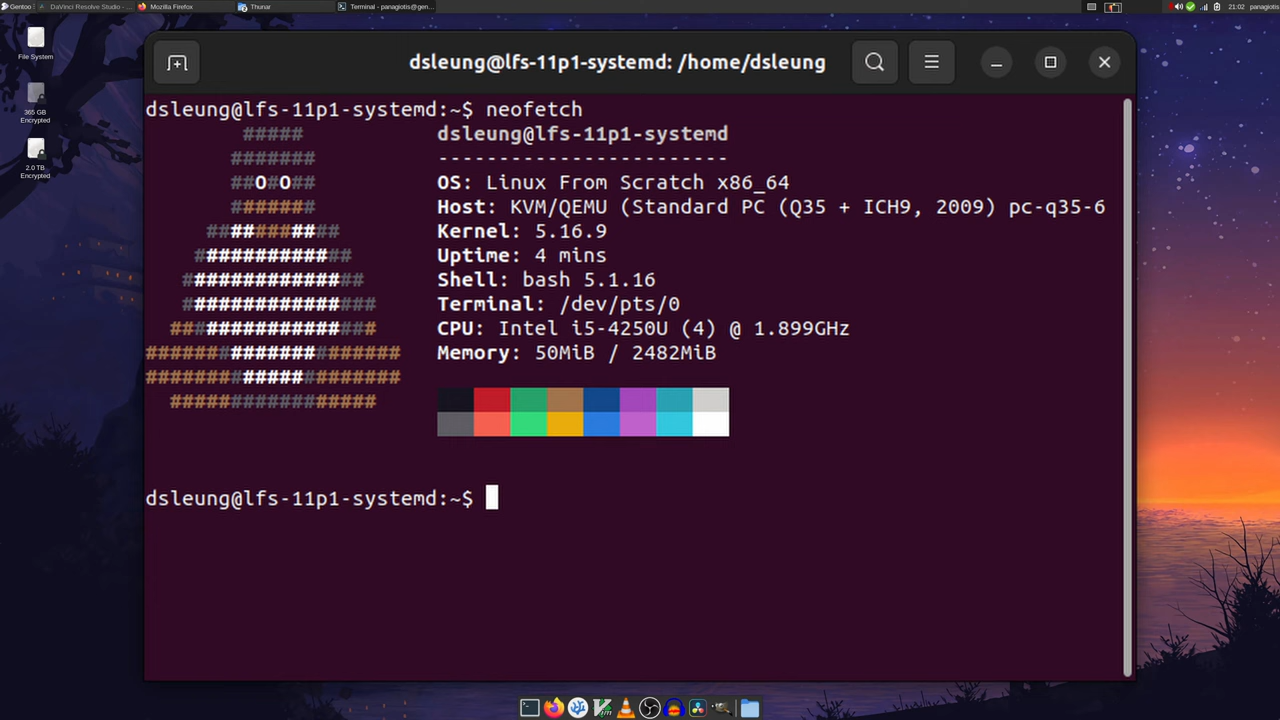 Gentoo
DaVinci Resolve Studio - ...
Mozilla Firefox
Thunar
Terminal - panagiotis@gen...
21:02
panagiotis
File System
365 GB
Encrypted
2.0 TB
Encrypted
dsleung@lfs-11p1-systemd: /home/dsleung
dsleung@lfs-11p1-systemd:~$ neofetch
##### dsleung@lfs-11p1-systemd
####### ------------------------
##O#O## OS: Linux From Scratch x86_64
####### Host: KVM/QEMU (Standard PC (Q35 + ICH9, 2009) pc-q35-6
########### Kernel: 5.16.9
############# Uptime: 4 mins
############### Shell: bash 5.1.16
################ Terminal: /dev/pts/0
################# CPU: Intel i5-4250U (4) @ 1.899GHz
##################### Memory: 50MiB / 2482MiB
#####################
#################
dsleung@lfs-11p1-systemd:~$